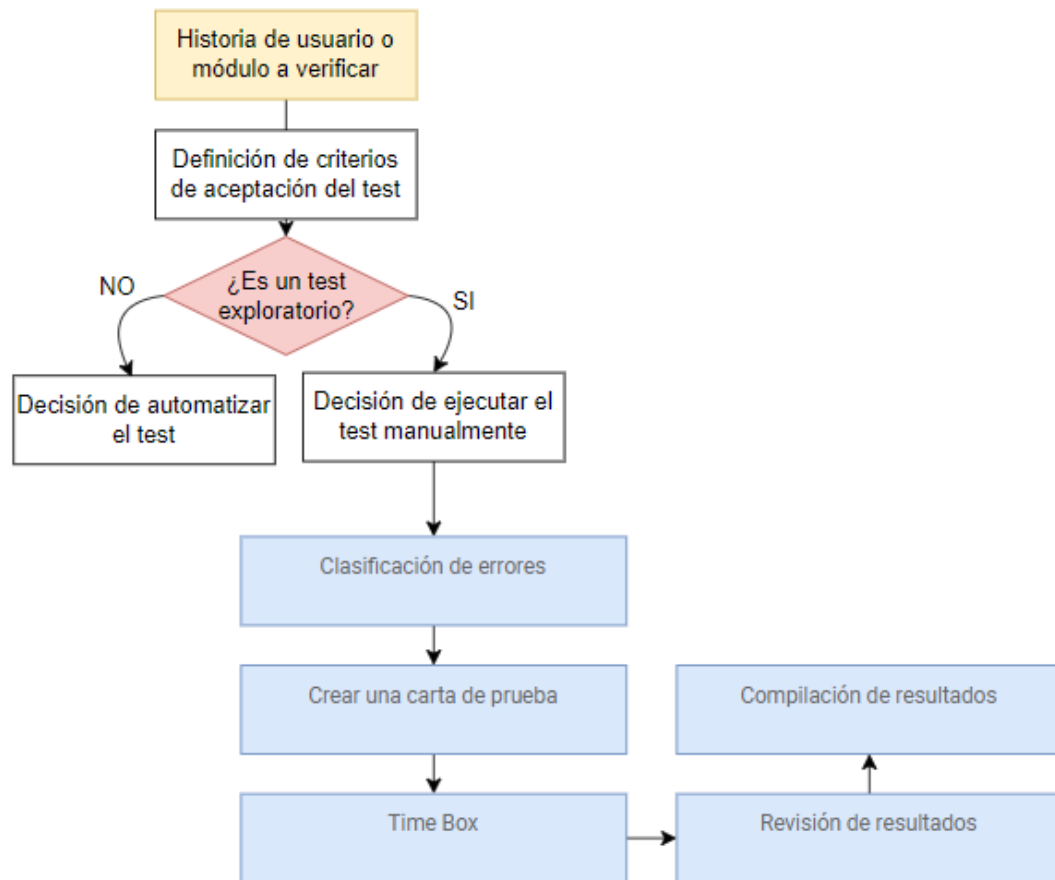 Historia de usuario o
módulo a verificar
Definición de criterios
de aceptación del test
¿Es un test
exploratorio?
NO
SI
Decisión de automatizar
el test
Decisión de ejecutar el
test manualmente
Clasificación de errores
Crear una carta de prueba
Compilación de resultados
Time Box
Revisión de resultados